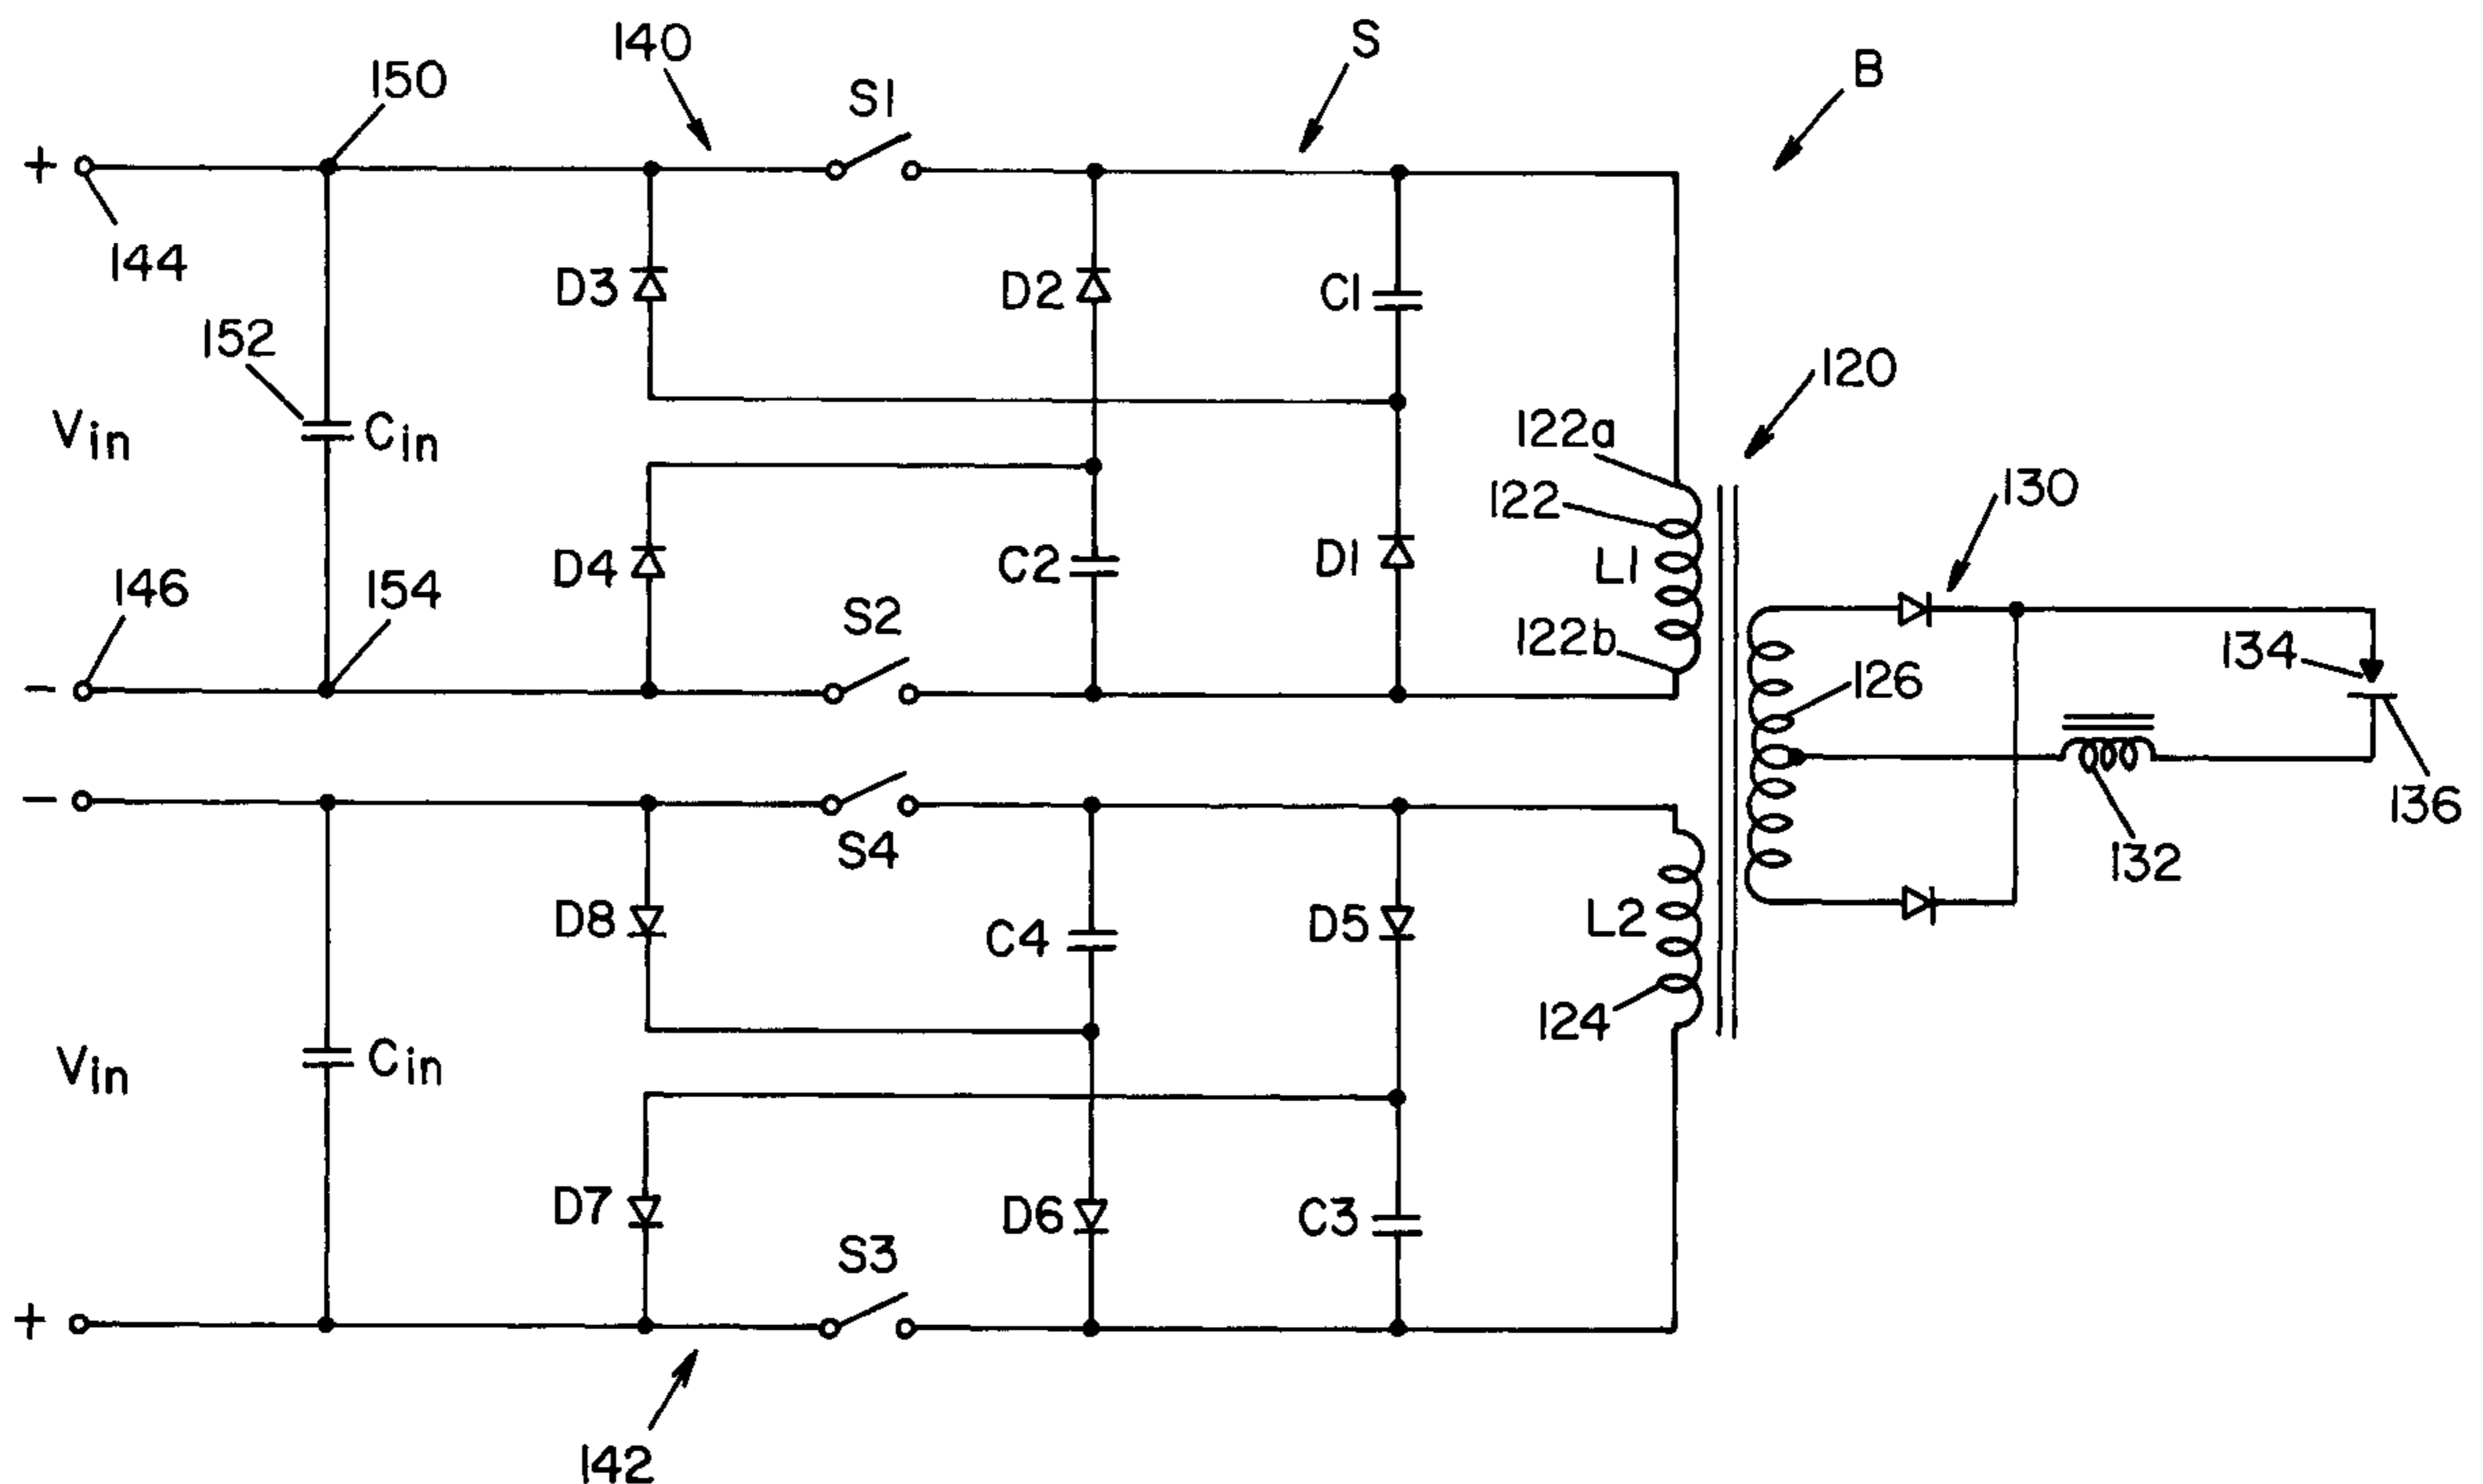 140
S
B
150
S1
+
144
D3
D2
C1
152
120
Vin
Cin
122a
122
130
D4
C2
D1
L1
146
154
S2
122b
134
126
−
−
136
S4
132
D8
C4
D5
L2
124
Vin
Cin
D7
D6
C3
S3
+
142